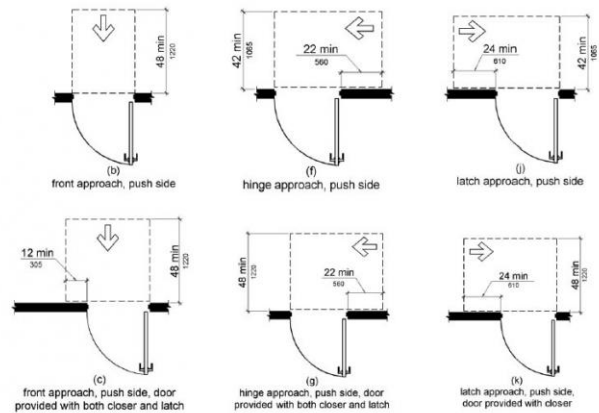 48 min
1220
(b)
front approach, push side
42 min
1065
22 min
560
(f)
hinge approach, push side
24 min
610
42 min
1065
(j)
latch approach, push side
12 min
305
48 min
1220
(c)
front approach, push side, door
provided with both closer and latch
48 min
1220
22 min
560
(g)
hinge approach, push side, door
provided with both closer and latch
24 min
610
48 min
1220
(k)
latch approach, push side,
door provided with closer